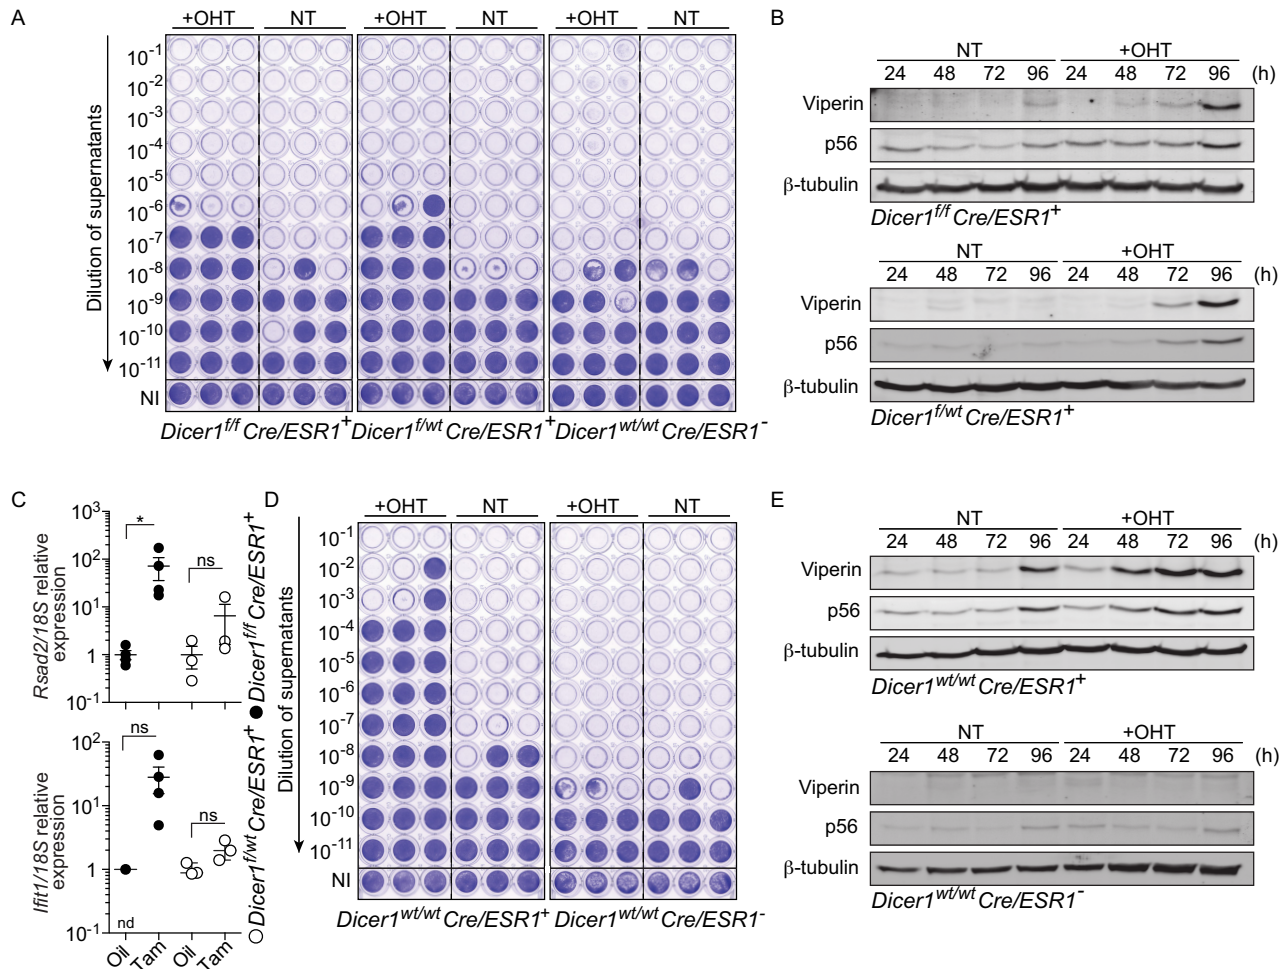 A
+OHT NT +OHT NT +OHT NT
Dilution of supernatants
10⁻¹
10⁻²
10⁻³
10⁻⁴
10⁻⁵
10⁻⁶
10⁻⁷
10⁻⁸
10⁻⁹
10⁻¹⁰
10⁻¹¹
NI
Dicer1f/f Cre/ESR1⁺ Dicer1f/wt Cre/ESR1⁺ Dicer1wt/wt Cre/ESR1⁻
B
NT +OHT
24 48 72 96 24 48 72 96 (h)
Viperin
p56
β-tubulin
Dicer1f/f Cre/ESR1⁺
NT +OHT
24 48 72 96 24 48 72 96
Viperin
p56
β-tubulin
Dicer1f/wt Cre/ESR1⁺
C
Rsad2/18S relative
expression
10³
10²
10¹
1
10⁻¹
*
ns
Ifit1/18S relative
expression
10²
10¹
1
10⁻¹
ns
ns
nd
Oil Tam Oil Tam
Dicer1f/f Cre/ESR1⁺
Dicer1f/wt Cre/ESR1⁺
D
+OHT NT +OHT NT
Dilution of supernatants
10⁻¹
10⁻²
10⁻³
10⁻⁴
10⁻⁵
10⁻⁶
10⁻⁷
10⁻⁸
10⁻⁹
10⁻¹⁰
10⁻¹¹
NI
Dicer1wt/wt Cre/ESR1⁺ Dicer1wt/wt Cre/ESR1⁻
E
NT +OHT
24 48 72 96 24 48 72 96 (h)
Viperin
p56
β-tubulin
Dicer1wt/wt Cre/ESR1⁺
NT +OHT
24 48 72 96 24 48 72 96 (h)
Viperin
p56
β-tubulin
Dicer1wt/wt Cre/ESR1⁻